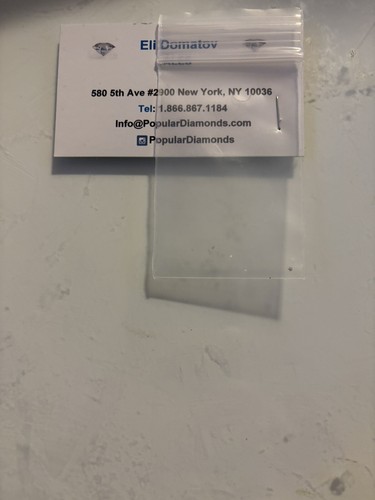 Eli Domatov
SALES
580 5th Ave #2900 New York, NY 10036
Tel: 1.866.867.1184
Info@PopularDiamonds.com
PopularDiamonds